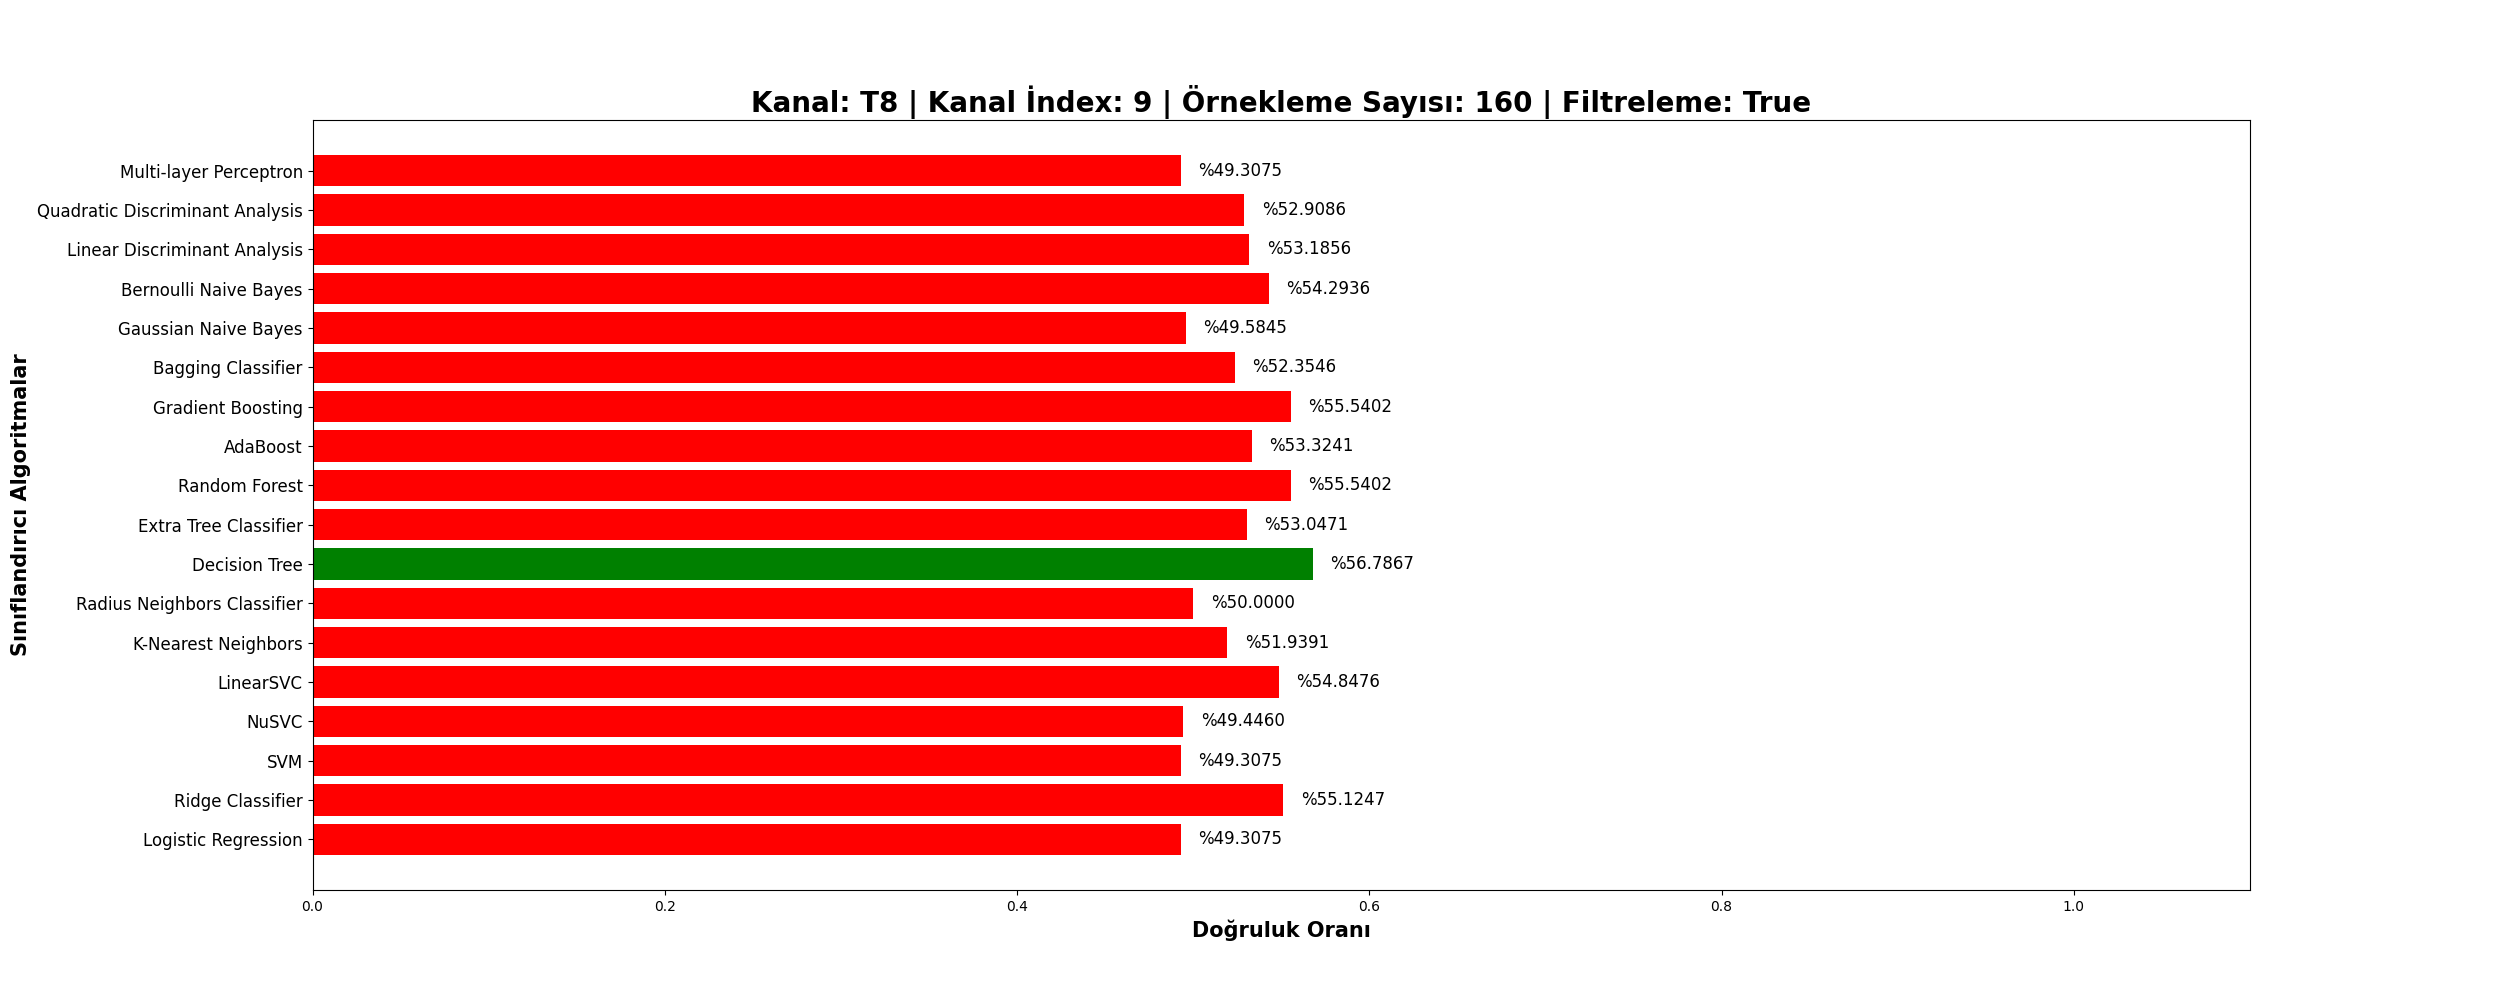 Kanal: T8 | Kanal İndex: 9 | Örnekleme Sayısı: 160 | Filtreleme: True
Sınıflandırıcı Algoritmalar
Multi-layer Perceptron %49.3075
Quadratic Discriminant Analysis %52.9086
Linear Discriminant Analysis %53.1856
Bernoulli Naive Bayes %54.2936
Gaussian Naive Bayes %49.5845
Bagging Classifier %52.3546
Gradient Boosting %55.5402
AdaBoost %53.3241
Random Forest %55.5402
Extra Tree Classifier %53.0471
Decision Tree %56.7867
Radius Neighbors Classifier %50.0000
K-Nearest Neighbors %51.9391
LinearSVC %54.8476
NuSVC %49.4460
SVM %49.3075
Ridge Classifier %55.1247
Logistic Regression %49.3075
0.0 0.2 0.4 0.6 0.8 1.0
Doğruluk Oranı